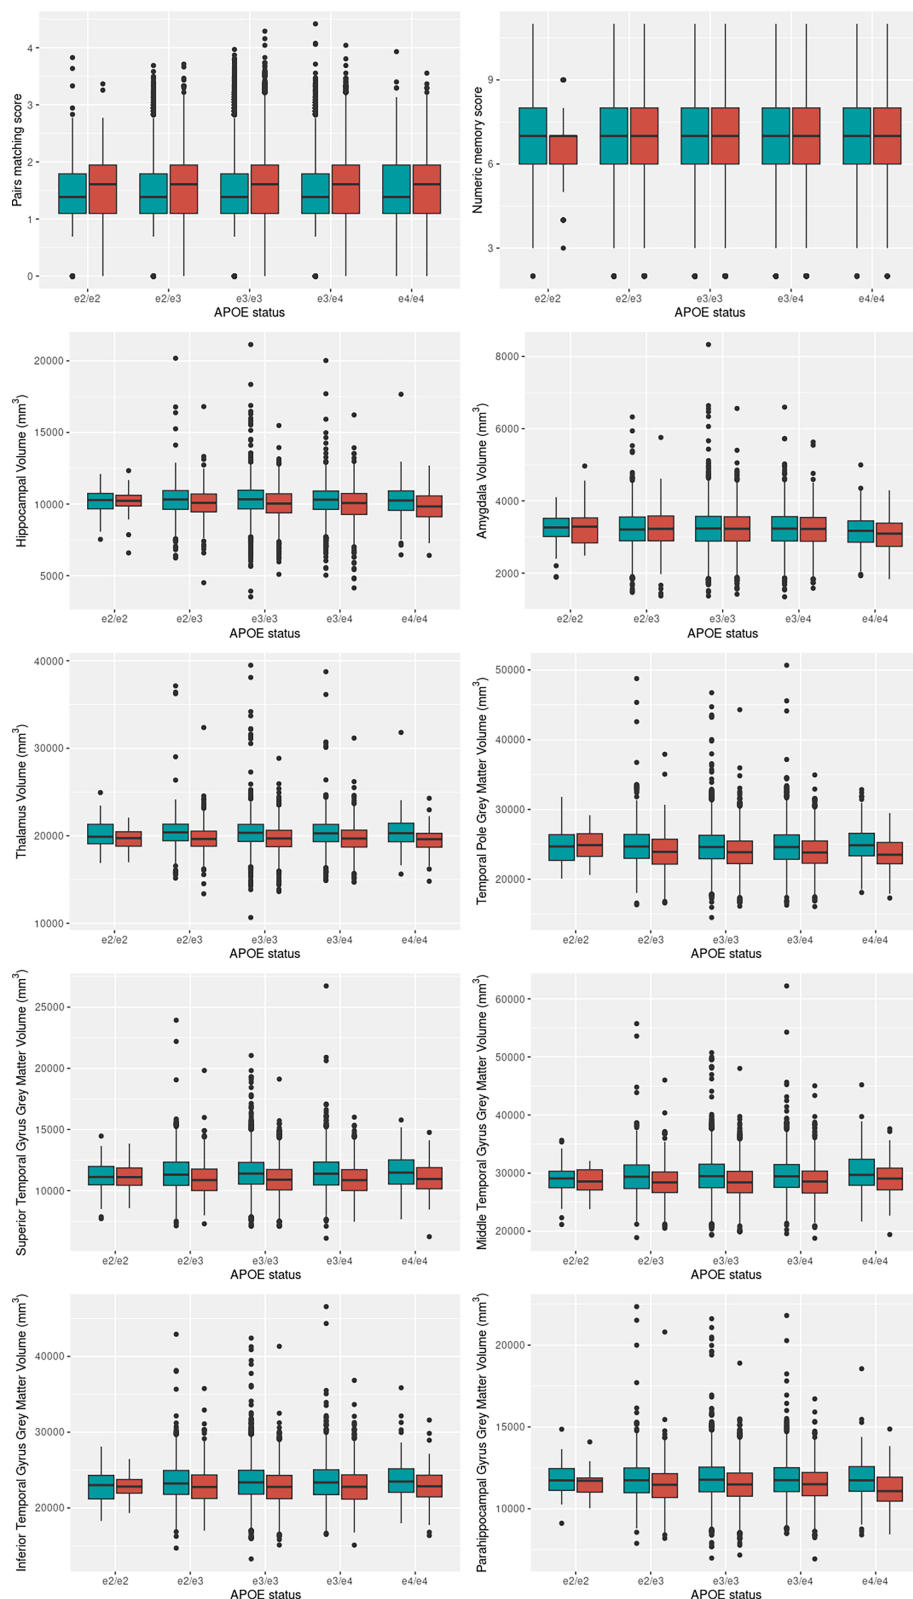 Pairs matching score
4
3
2
1
0
e2/e2 e2/e3 e3/e3 e3/e4 e4/e4
APOE status
Numeric memory score
9
6
3
e2/e2 e2/e3 e3/e3 e3/e4 e4/e4
APOE status
Hippocampal Volume (mm³)
20000
15000
10000
5000
e2/e2 e2/e3 e3/e3 e3/e4 e4/e4
APOE status
Amygdala Volume (mm³)
8000
6000
4000
2000
e2/e2 e2/e3 e3/e3 e3/e4 e4/e4
APOE status
Thalamus Volume (mm³)
40000
30000
20000
10000
e2/e2 e2/e3 e3/e3 e3/e4 e4/e4
APOE status
Temporal Pole Grey Matter Volume (mm³)
50000
40000
30000
20000
e2/e2 e2/e3 e3/e3 e3/e4 e4/e4
APOE status
Superior Temporal Gyrus Grey Matter Volume (mm³)
25000
20000
15000
10000
e2/e2 e2/e3 e3/e3 e3/e4 e4/e4
APOE status
Middle Temporal Gyrus Grey Matter Volume (mm³)
60000
50000
40000
30000
20000
e2/e2 e2/e3 e3/e3 e3/e4 e4/e4
APOE status
Inferior Temporal Gyrus Grey Matter Volume (mm³)
40000
30000
20000
e2/e2 e2/e3 e3/e3 e3/e4 e4/e4
APOE status
Parahippocampal Gyrus Grey Matter Volume (mm³)
20000
15000
10000
e2/e2 e2/e3 e3/e3 e3/e4 e4/e4
APOE status